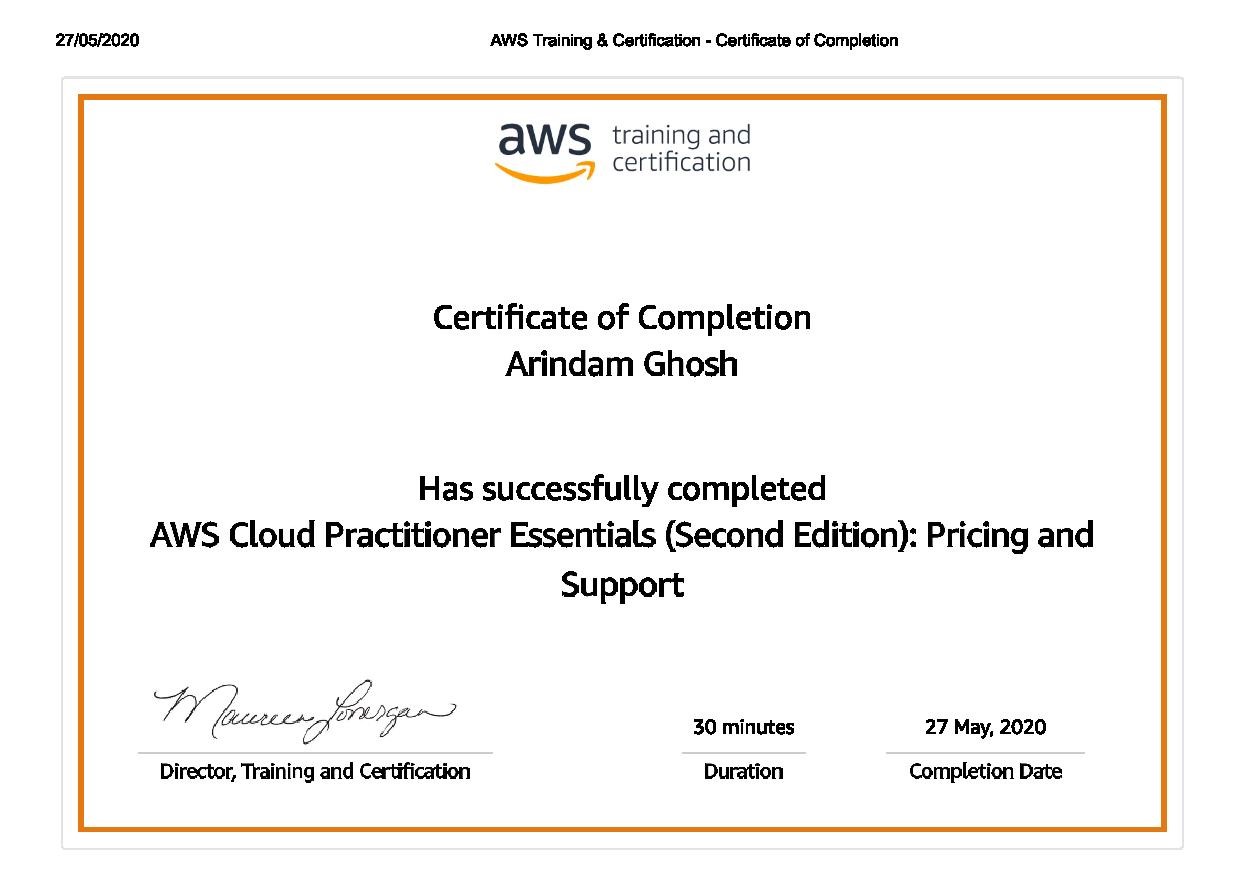 27/05/2020 AWS Training & Certification - Certificate of Completion
aws training and
certification
Certificate of Completion
Arindam Ghosh
Has successfully completed
AWS Cloud Practitioner Essentials (Second Edition): Pricing and
Support
Maureen Lonergan
30 minutes 27 May, 2020
Director, Training and Certification Duration Completion Date